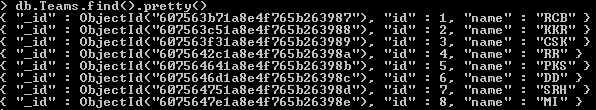 > db.Teams.find().pretty()
{ "_id" : ObjectId("607563b71a8e4f765b263987"), "id" : 1, "name" : "RCB" }
{ "_id" : ObjectId("607563c51a8e4f765b263988"), "id" : 2, "name" : "KKR" }
{ "_id" : ObjectId("607563f31a8e4f765b263989"), "id" : 3, "name" : "CSK" }
{ "_id" : ObjectId("6075642c1a8e4f765b26398a"), "id" : 4, "name" : "RR" }
{ "_id" : ObjectId("607564641a8e4f765b26398b"), "id" : 5, "name" : "PKS" }
{ "_id" : ObjectId("6075646d1a8e4f765b26398c"), "id" : 6, "name" : "DD" }
{ "_id" : ObjectId("607564751a8e4f765b26398d"), "id" : 7, "name" : "SRH" }
{ "_id" : ObjectId("6075647e1a8e4f765b26398e"), "id" : 8, "name" : "MI" }